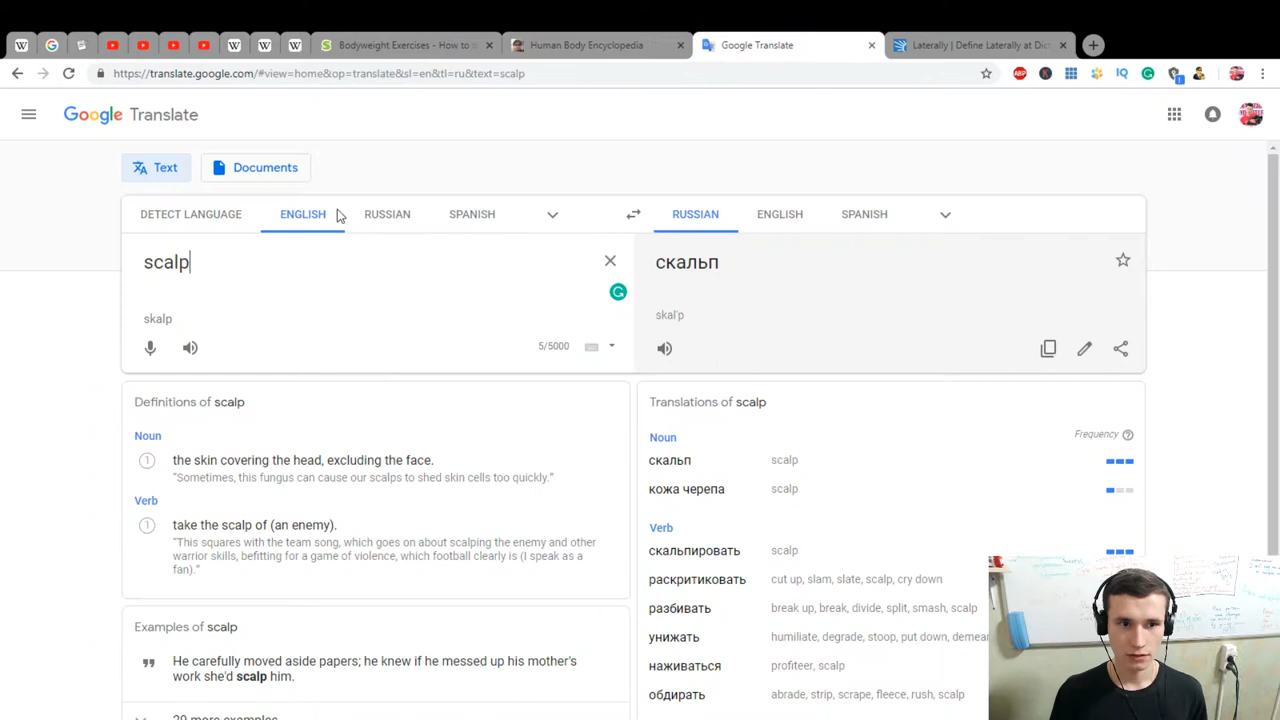 Bodyweight Exercises - How to s
Human Body Encyclopedia
Google Translate
Laterally | Define Laterally at Dict
https://translate.google.com/#view=home&op=translate&sl=en&tl=ru&text=scalp
Google Translate
Text
Documents
DETECT LANGUAGE
ENGLISH
RUSSIAN
SPANISH
RUSSIAN
ENGLISH
SPANISH
scalp
скальп
skalp
skal'p
5/5000
Definitions of scalp
Noun
1 the skin covering the head, excluding the face.
“Sometimes, this fungus can cause our scalps to shed skin cells too quickly.”
Verb
1 take the scalp of (an enemy).
“This squares with the team song, which goes on about scalping the enemy and other
warrior skills, befitting for a game of violence, which football clearly is (I speak as a
fan).”
Examples of scalp
He carefully moved aside papers; he knew if he messed up his mother's
work she'd scalp him.
29 more examples
Translations of scalp
Noun
Frequency
скальп scalp
кожа черепа scalp
Verb
скальпировать scalp
раскритиковать cut up, slam, slate, scalp, cry down
разбивать break up, break, divide, split, smash, scalp
унижать humiliate, degrade, stoop, put down, demean
наживаться profiteer, scalp
обдирать abrade, strip, scrape, fleece, rush, scalp